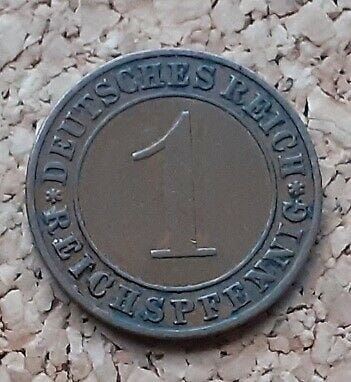 DEUTSCHES REICH
1
* REICHSPFENNIG *